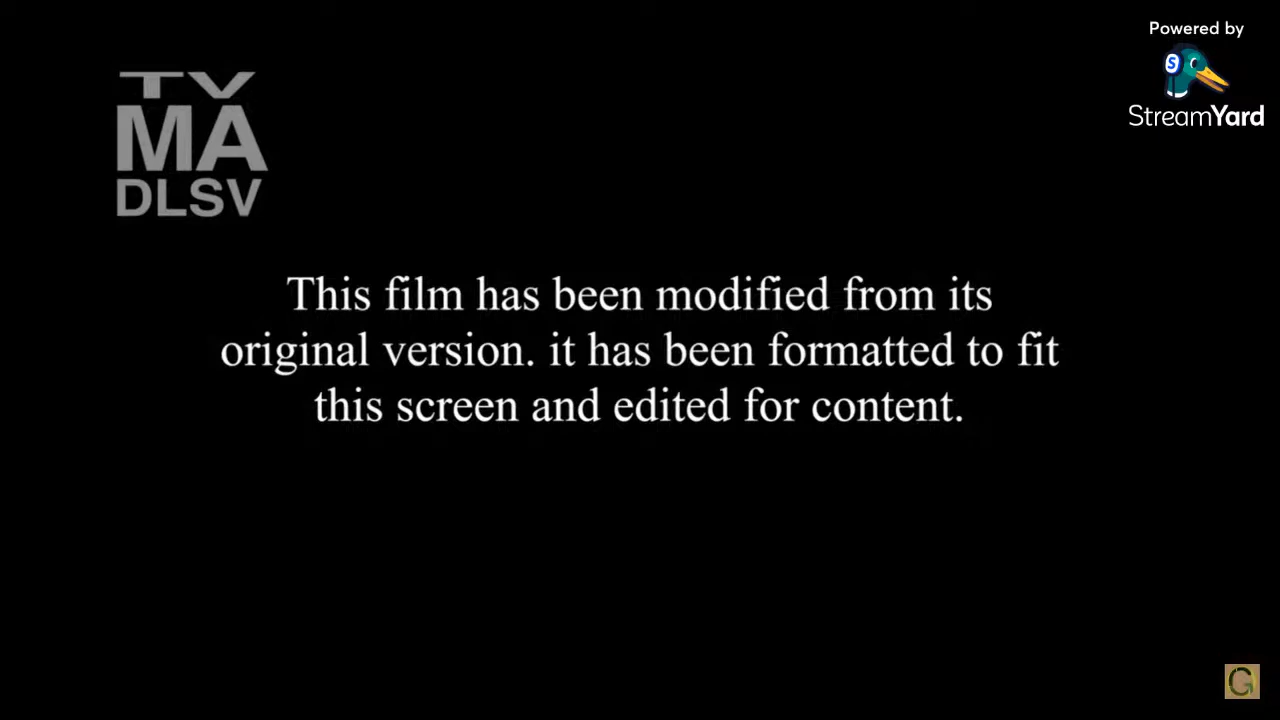 Powered by
StreamYard
TV
MA
DLSV
This film has been modified from its
original version. it has been formatted to fit
this screen and edited for content.
G